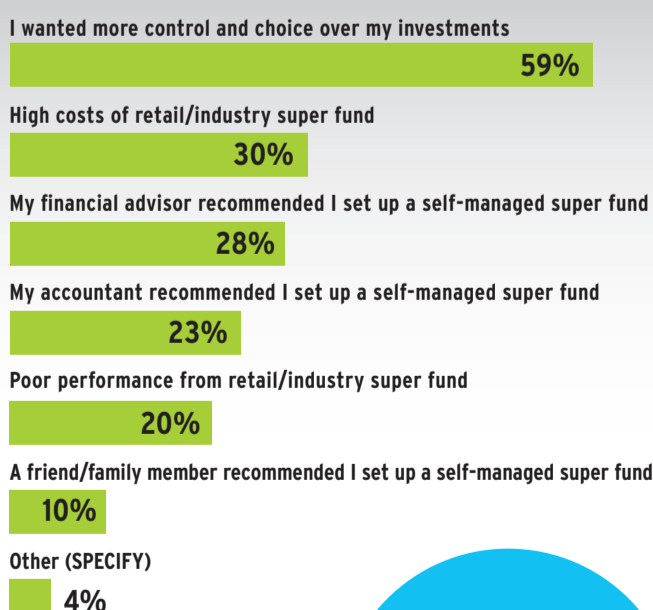 I wanted more control and choice over my investments
59%
High costs of retail/industry super fund
30%
My financial advisor recommended I set up a self-managed super fund
28%
My accountant recommended I set up a self-managed super fund
23%
Poor performance from retail/industry super fund
20%
A friend/family member recommended I set up a self-managed super fund
10%
Other (SPECIFY)
4%